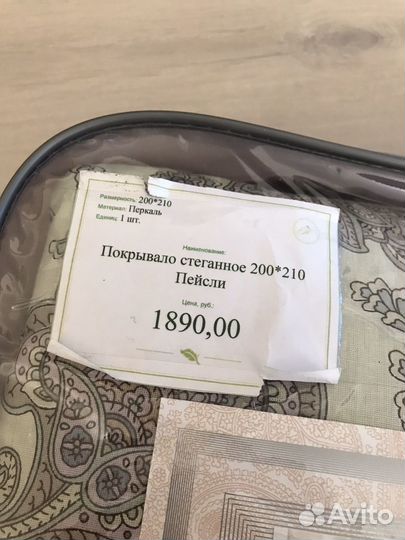 Размерность: 200*210
Материал: Перкаль
Единиц: 1 шт.
Наименование:
Покрывало стеганное 200*210
Пейсли
Цена, руб.:
1890,00
Avito